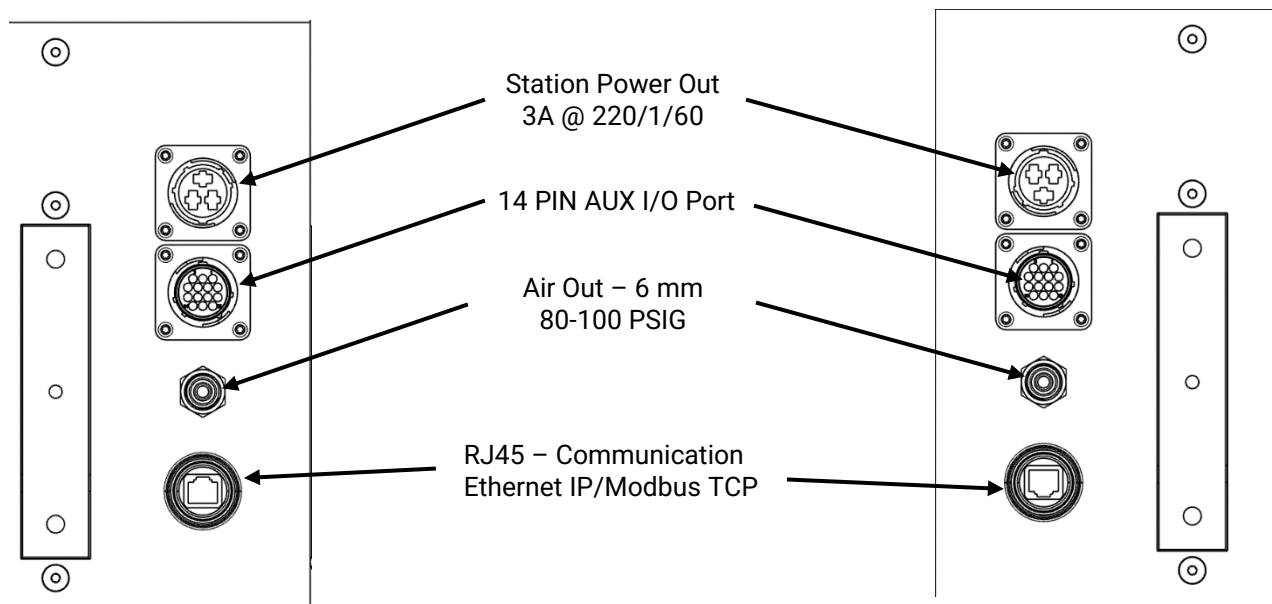 Station Power Out
3A @ 220/1/60
14 PIN AUX I/O Port
Air Out – 6 mm
80-100 PSIG
RJ45 – Communication
Ethernet IP/Modbus TCP